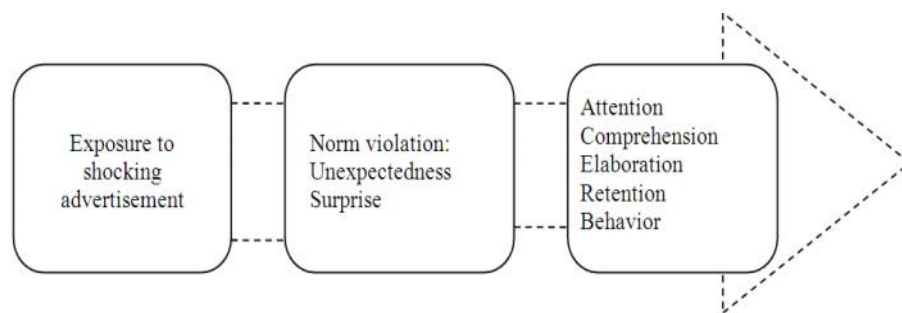 Exposure to
shocking
advertisement
Norm violation:
Unexpectedness
Surprise
Attention
Comprehension
Elaboration
Retention
Behavior